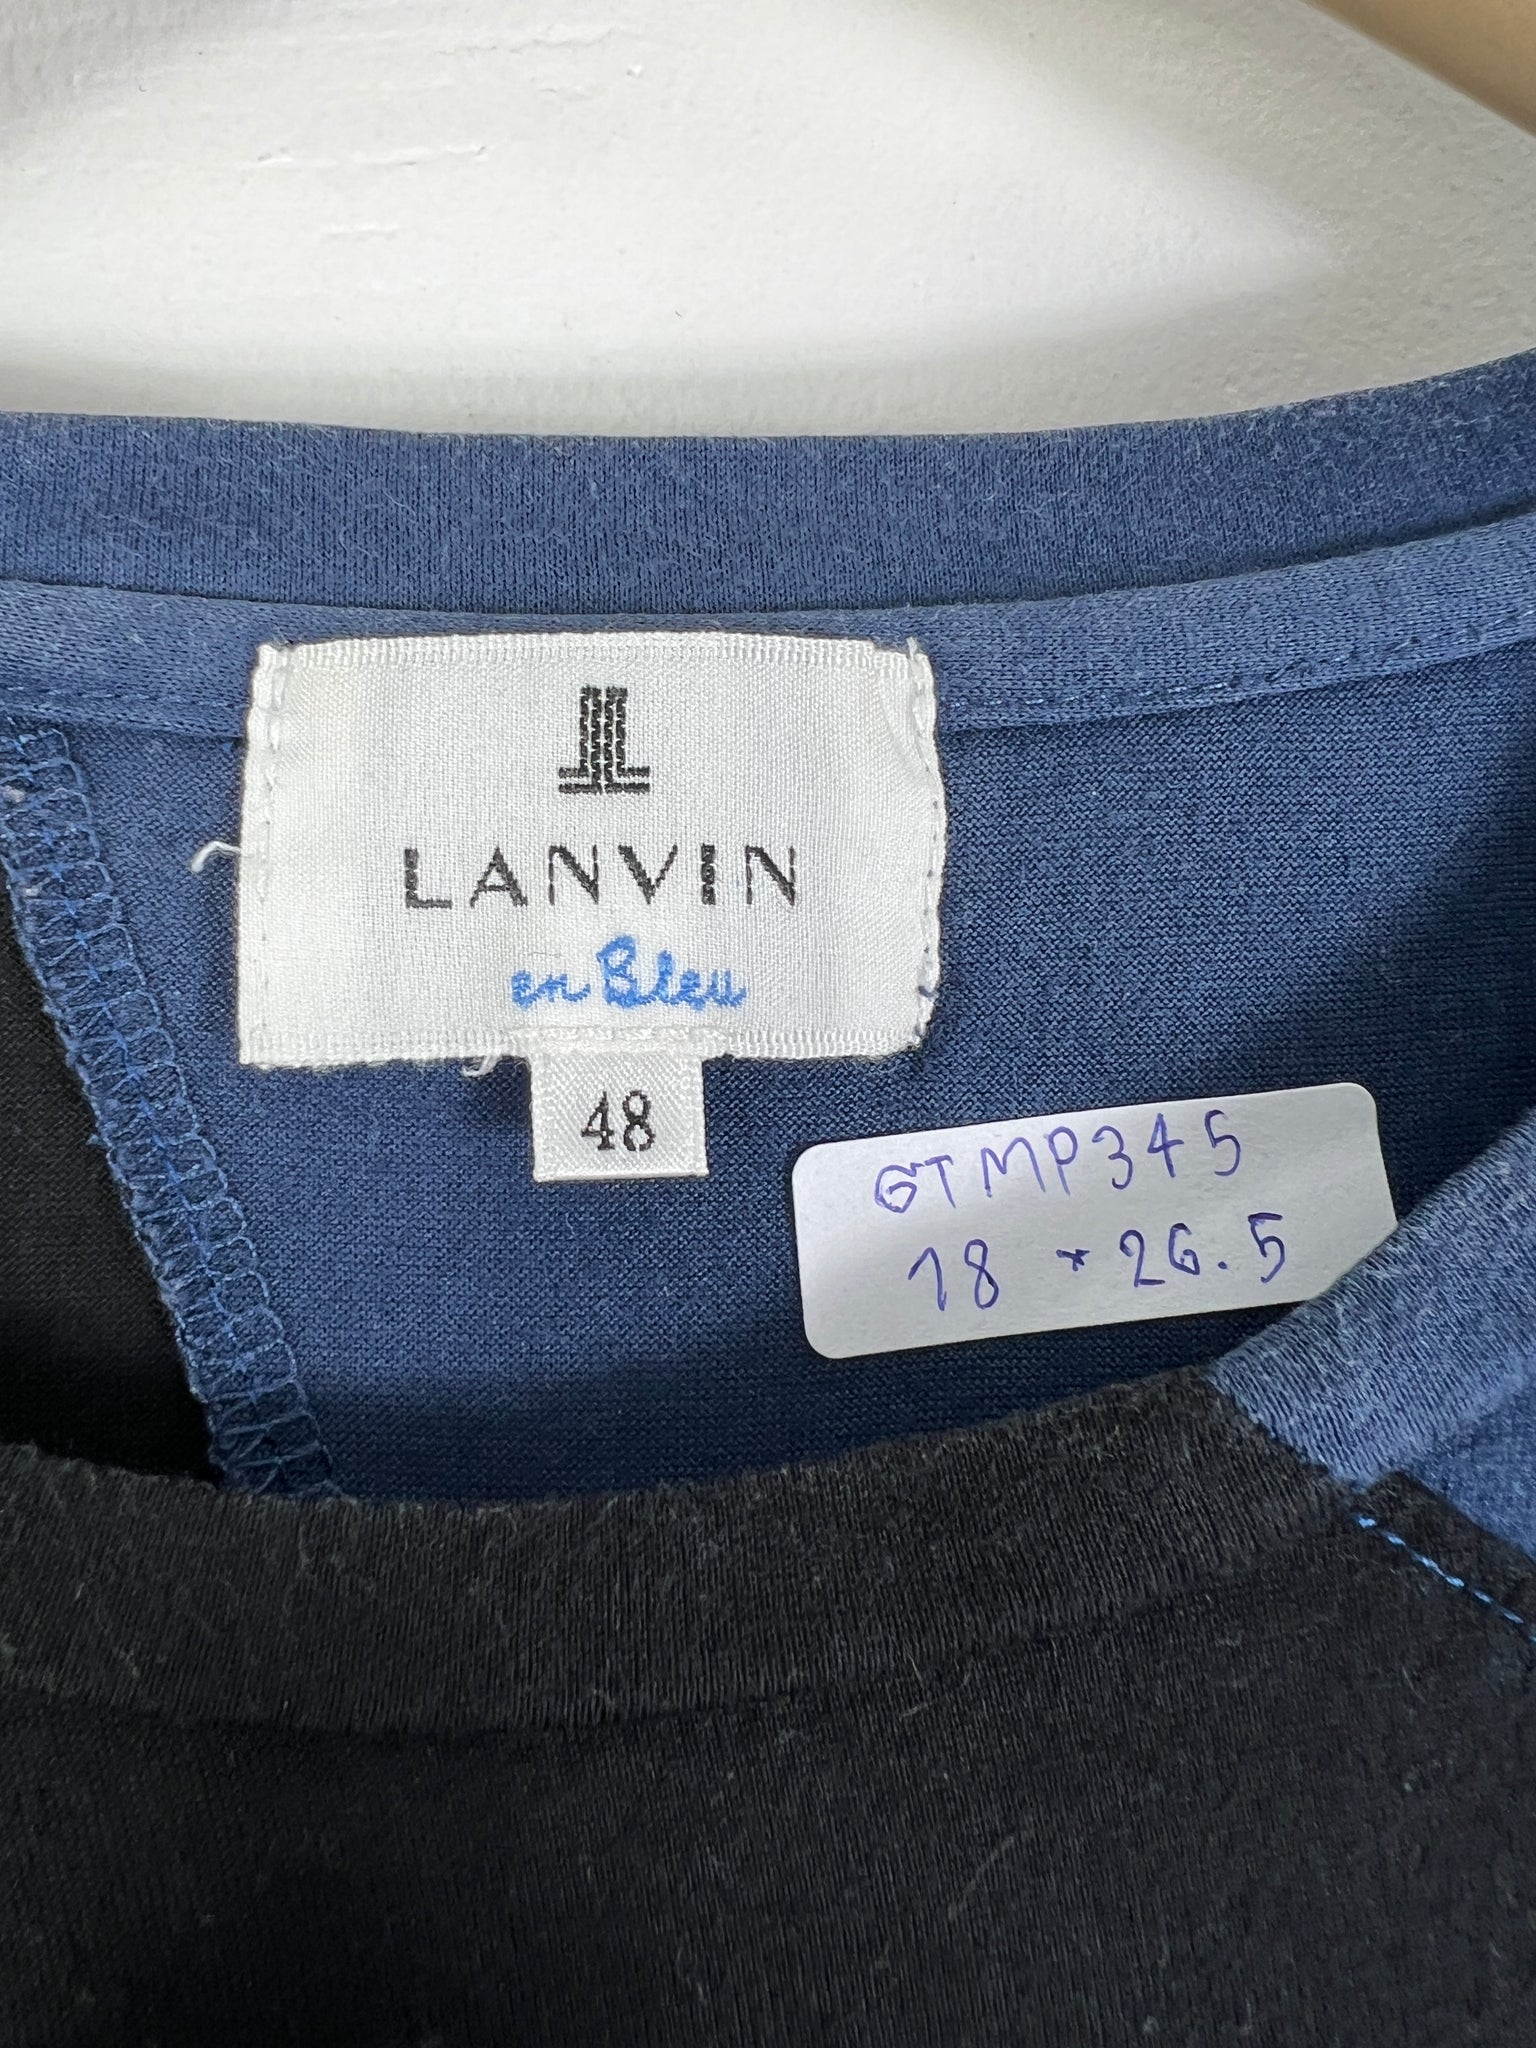 LANVIN
en Bleu
48
GTMP345
18 * 26.5